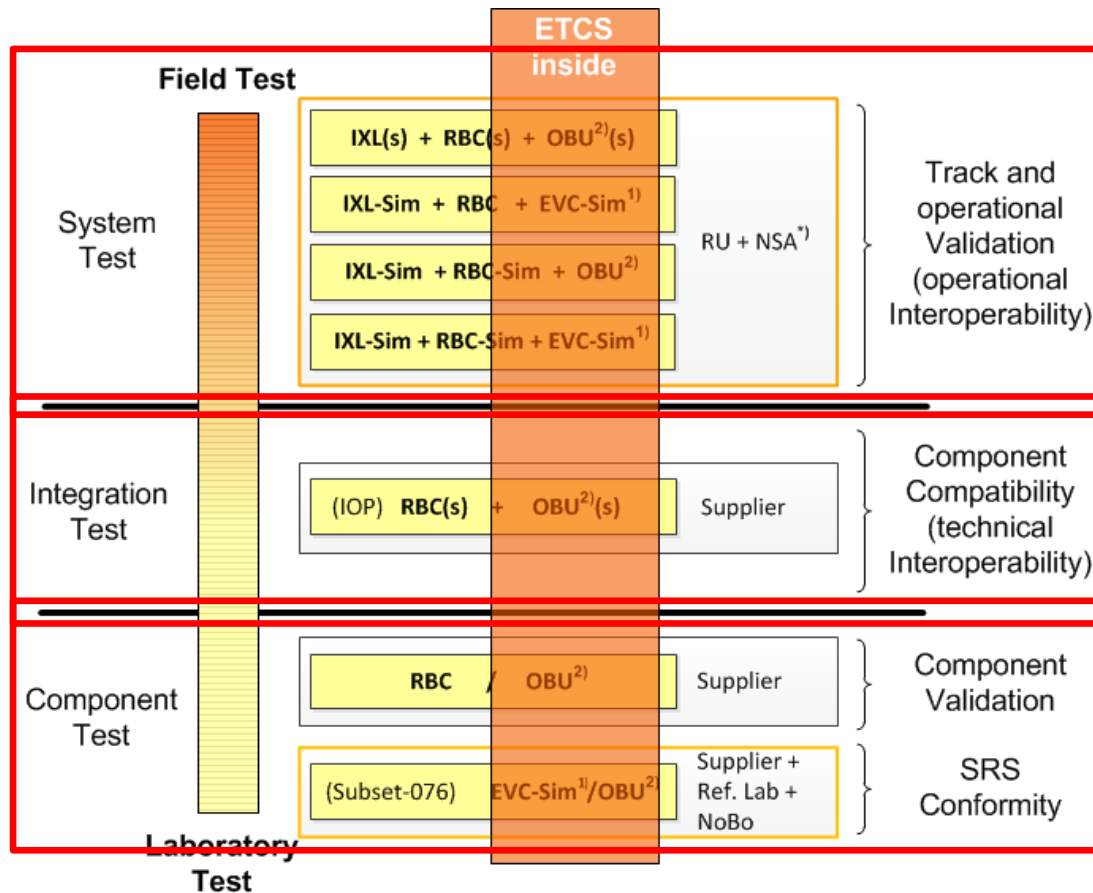 ETCS
inside
Field Test
System
Test
IXL(s) + RBC(s) + OBU²⁾(s)
IXL-Sim + RBC + EVC-Sim¹⁾
IXL-Sim + RBC-Sim + OBU²⁾
IXL-Sim + RBC-Sim + EVC-Sim¹⁾
RU + NSA*⁾
Track and
operational
Validation
(operational
Interoperability)
Integration
Test
(IOP) RBC(s) + OBU²⁾(s)
Supplier
Component
Compatibility
(technical
Interoperability)
Component
Test
RBC / OBU²⁾
Supplier
Component
Validation
(Subset-076) EVC-Sim¹⁾/OBU²⁾
Supplier +
Ref. Lab +
NoBo
SRS
Conformity
Laboratory
Test